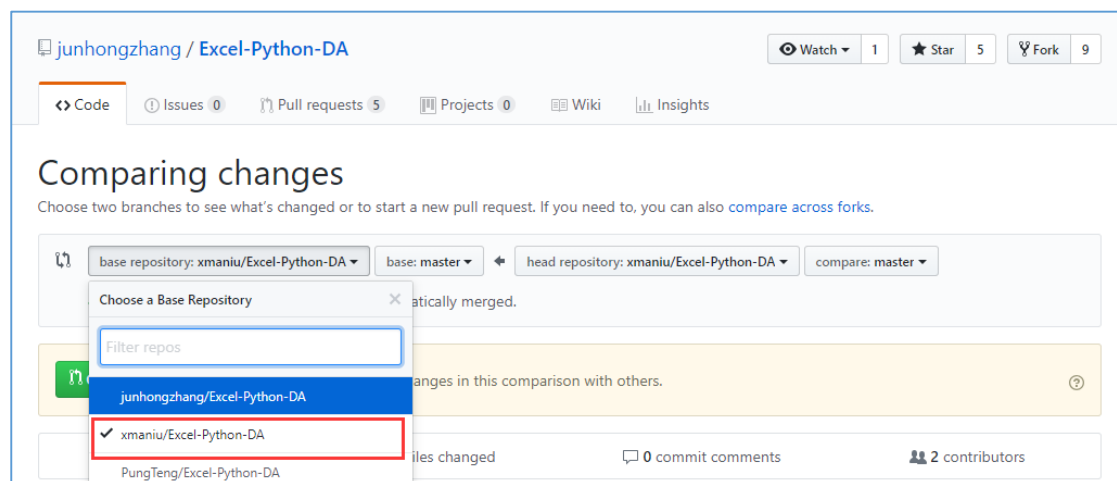 junhongzhang / Excel-Python-DA
Watch 1 Star 5 Fork 9
Code Issues 0 Pull requests 5 Projects 0 Wiki Insights
Comparing changes
Choose two branches to see what's changed or to start a new pull request. If you need to, you can also compare across forks.
base repository: xmaniu/Excel-Python-DA base: master head repository: xmaniu/Excel-Python-DA compare: master
Choose a Base Repository
atically merged.
Filter repos
junhongzhang/Excel-Python-DA
anges in this comparison with others.
xmaniu/Excel-Python-DA
iles changed 0 commit comments 2 contributors
PungTeng/Excel-Python-DA